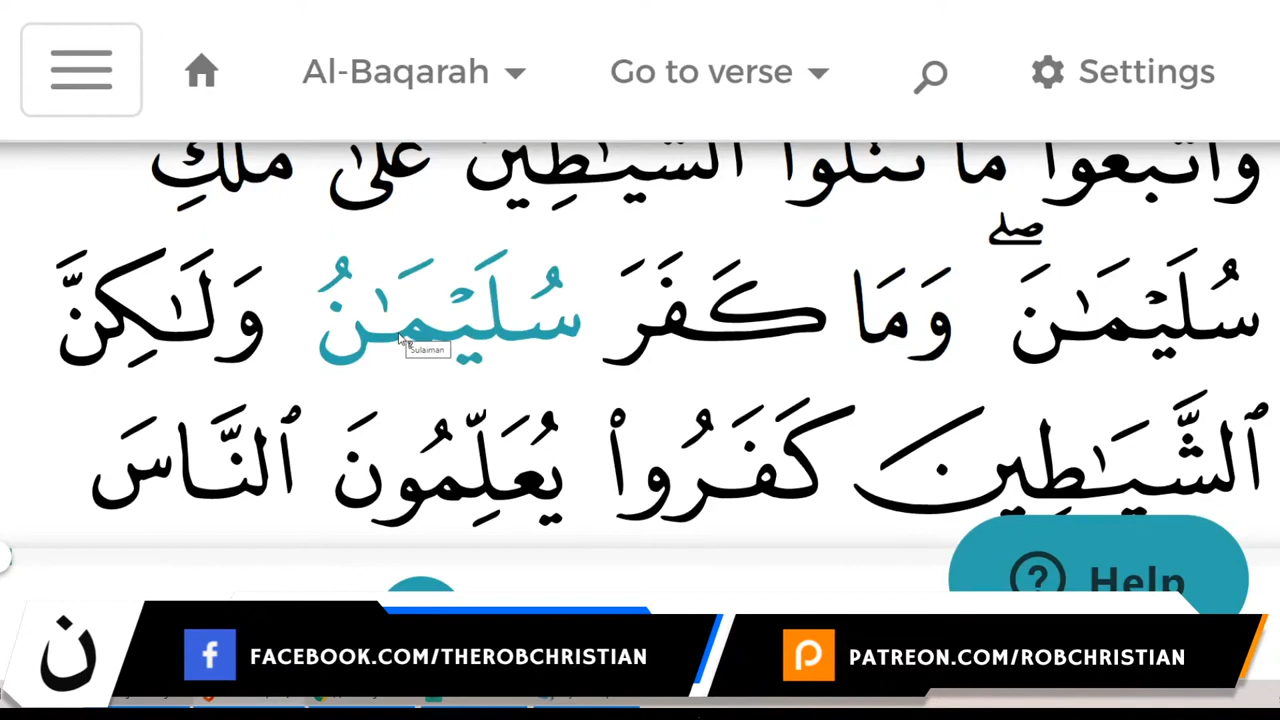 Al-Baqarah
Go to verse
Settings
وَٱتَّبَعُوا۟ مَا تَتْلُوا۟ ٱلشَّيَـٰطِينُ عَلَىٰ مُلْكِ
سُلَيْمَـٰنَ ۖ وَمَا كَفَرَ سُلَيْمَـٰنُ وَلَـٰكِنَّ
Sulaiman
ٱلشَّيَـٰطِينَ كَفَرُوا۟ يُعَلِّمُونَ ٱلنَّاسَ
? Help
ن
f FACEBOOK.COM/THEROBCHRISTIAN
PATREON.COM/ROBCHRISTIAN